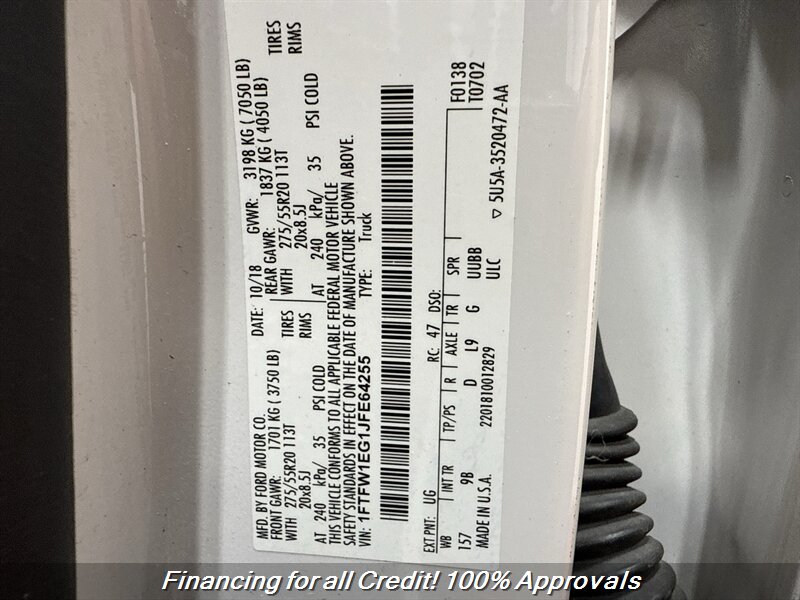 MFD. BY FORD MOTOR CO.
DATE: 10/18 GVWR: 3198 KG ( 7050 LB)
FRONT GAWR: 1701 KG ( 3750 LB) REAR GAWR: 1837 KG ( 4050 LB)
WITH 275/55R20 113T TIRES WITH 275/55R20 113T TIRES
20x8.5J RIMS 20x8.5J RIMS
AT 240 kPa/ 35 PSI COLD AT 240 kPa/ 35 PSI COLD
THIS VEHICLE CONFORMS TO ALL APPLICABLE FEDERAL MOTOR VEHICLE
SAFETY STANDARDS IN EFFECT ON THE DATE OF MANUFACTURE SHOWN ABOVE.
VIN: 1FTFW1EG1JFE64255 TYPE: Truck
EXT PNT: UG RC: 47 DSO: F0138
WB INT TR TP/PS R AXLE TR SPR T0702
157 9B D L9 G UUBB
MADE IN U.S.A. 2201810012829 ULC ▽ 5U5A-3520472-AA
Financing for all Credit! 100% Approvals